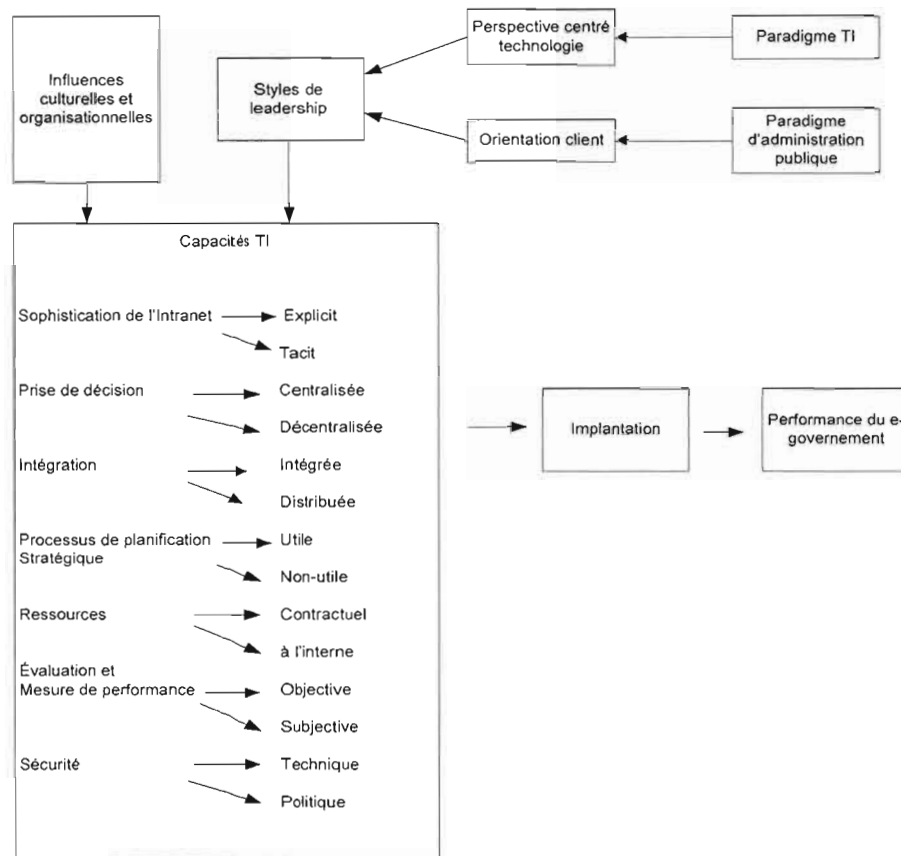 Influences
culturelles et
organisationnelles
Styles de
leadership
Perspective centré
technologie
Paradigme TI
Orientation client
Paradigme
d'administration
publique
Capacités TI
Sophistication de l'Intranet
Explicit
Tacit
Prise de décision
Centralisée
Décentralisée
Intégration
Intégrée
Distribuée
Processus de planification
Stratégique
Utile
Non-utile
Ressources
Contractuel
à l'interne
Évaluation et
Mesure de performance
Objective
Subjective
Sécurité
Technique
Politique
Implantation
Performance du e-
governement